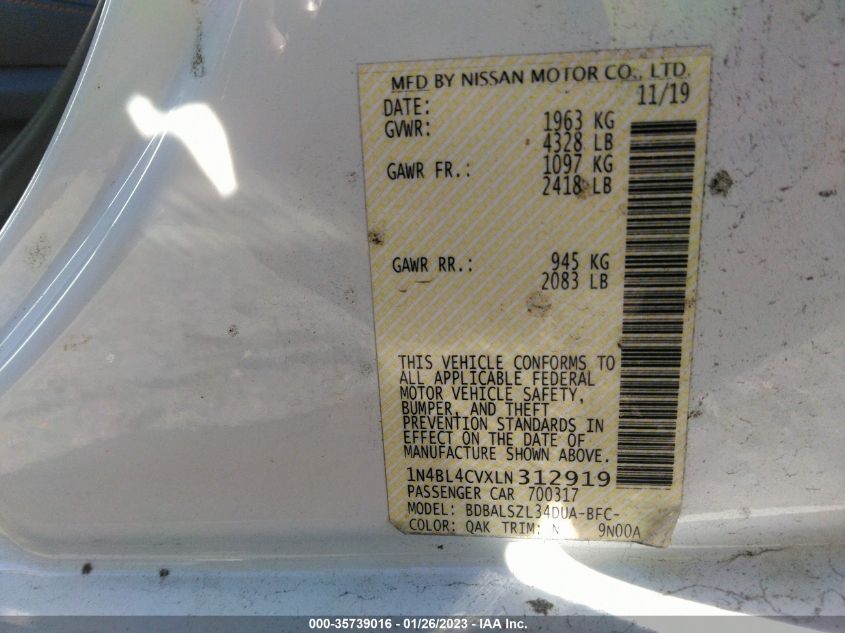 MFD BY NISSAN MOTOR CO., LTD.
DATE: 11/19
GVWR: 1963 KG
4328 LB
GAWR FR.: 1097 KG
2418 LB
GAWR RR.: 945 KG
2083 LB
THIS VEHICLE CONFORMS TO
ALL APPLICABLE FEDERAL
MOTOR VEHICLE SAFETY,
BUMPER, AND THEFT
PREVENTION STANDARDS IN
EFFECT ON THE DATE OF
MANUFACTURE SHOWN ABOVE.
1N4BL4CVXLN312919
PASSENGER CAR 700317
MODEL: BDBALSZL34DUA-BFC-
COLOR: QAK TRIM: N 9N00A
000-35739016 - 01/26/2023 - IAA Inc.